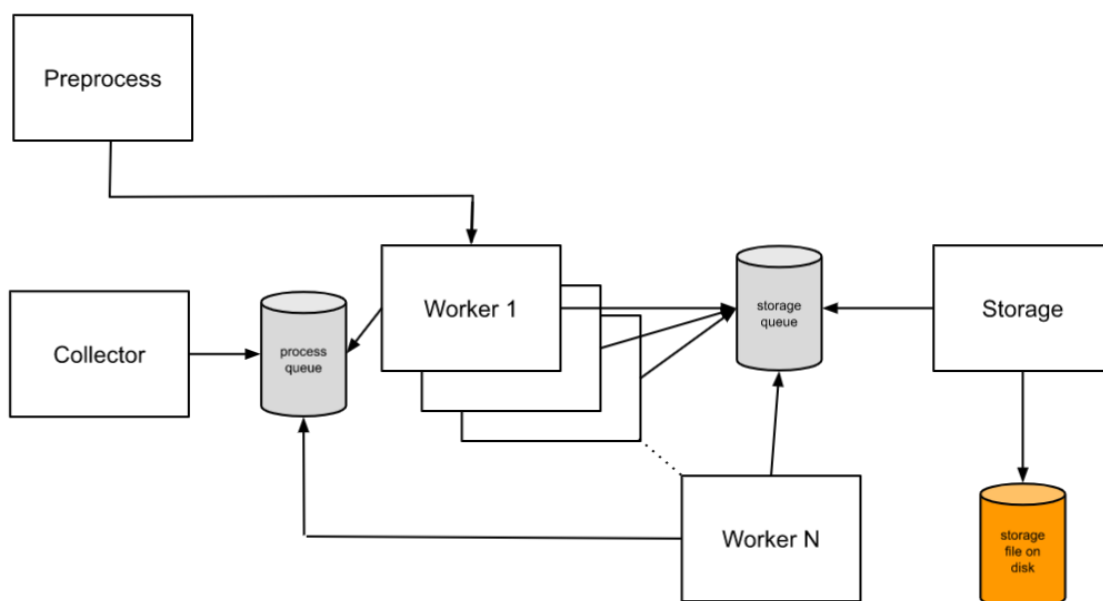 Preprocess
Worker 1
storage
queue
Storage
Collector
process
queue
Worker N
storage
file on
disk